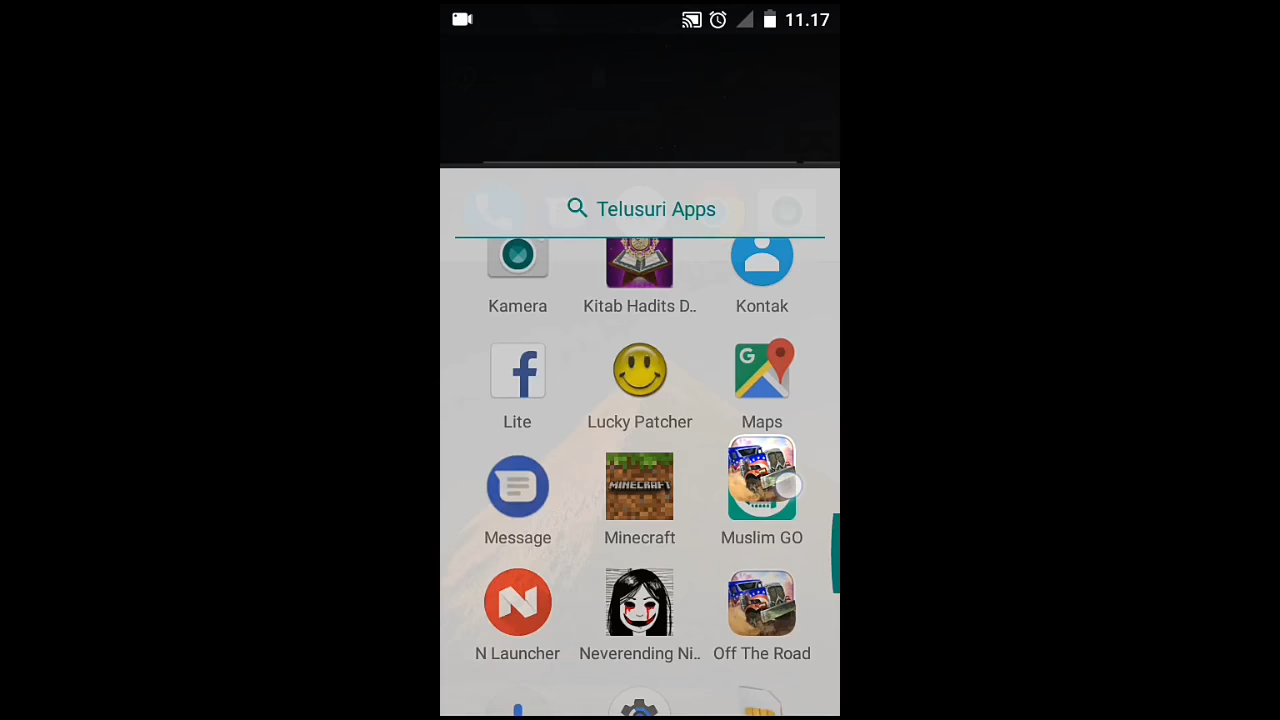 11.17
Telusuri Apps
Kamera
Kitab Hadits D..
Kontak
Lite
Lucky Patcher
Maps
Message
MINECRAFT
Minecraft
Muslim GO
N Launcher
Neverending Ni..
Off The Road